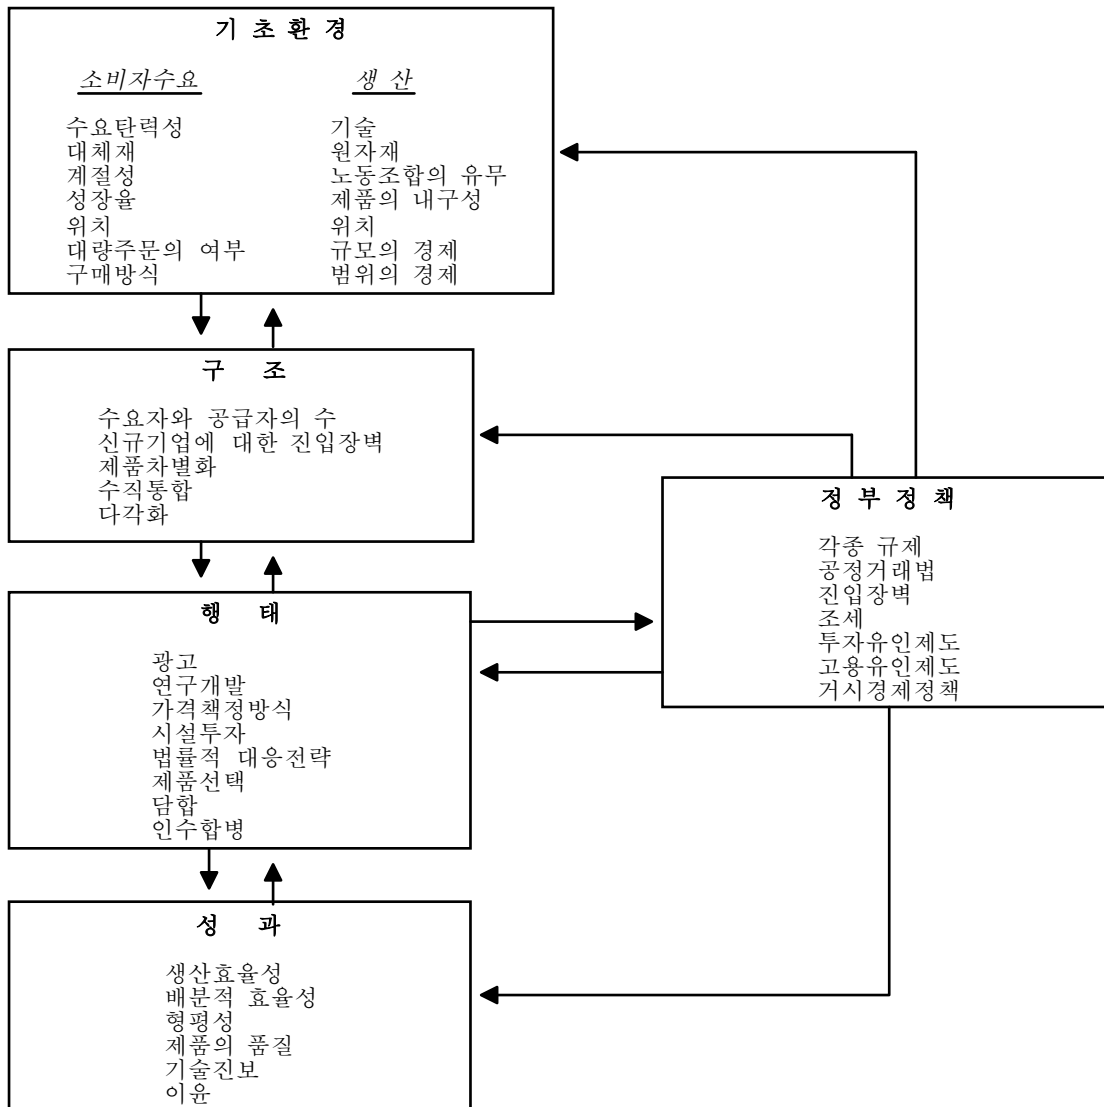 기 초 환 경
소비자수요
수요탄력성
대체재
계절성
성장율
위치
대량주문의 여부
구매방식
생 산
기술
원자재
노동조합의 유무
제품의 내구성
위치
규모의 경제
범위의 경제
구 조
수요자와 공급자의 수
신규기업에 대한 진입장벽
제품차별화
수직통합
다각화
행 태
광고
연구개발
가격책정방식
시설투자
법률적 대응전략
제품선택
담합
인수합병
성 과
생산효율성
배분적 효율성
형평성
제품의 품질
기술진보
이윤
정 부 정 책
각종 규제
공정거래법
진입장벽
조세
투자유인제도
고용유인제도
거시경제정책